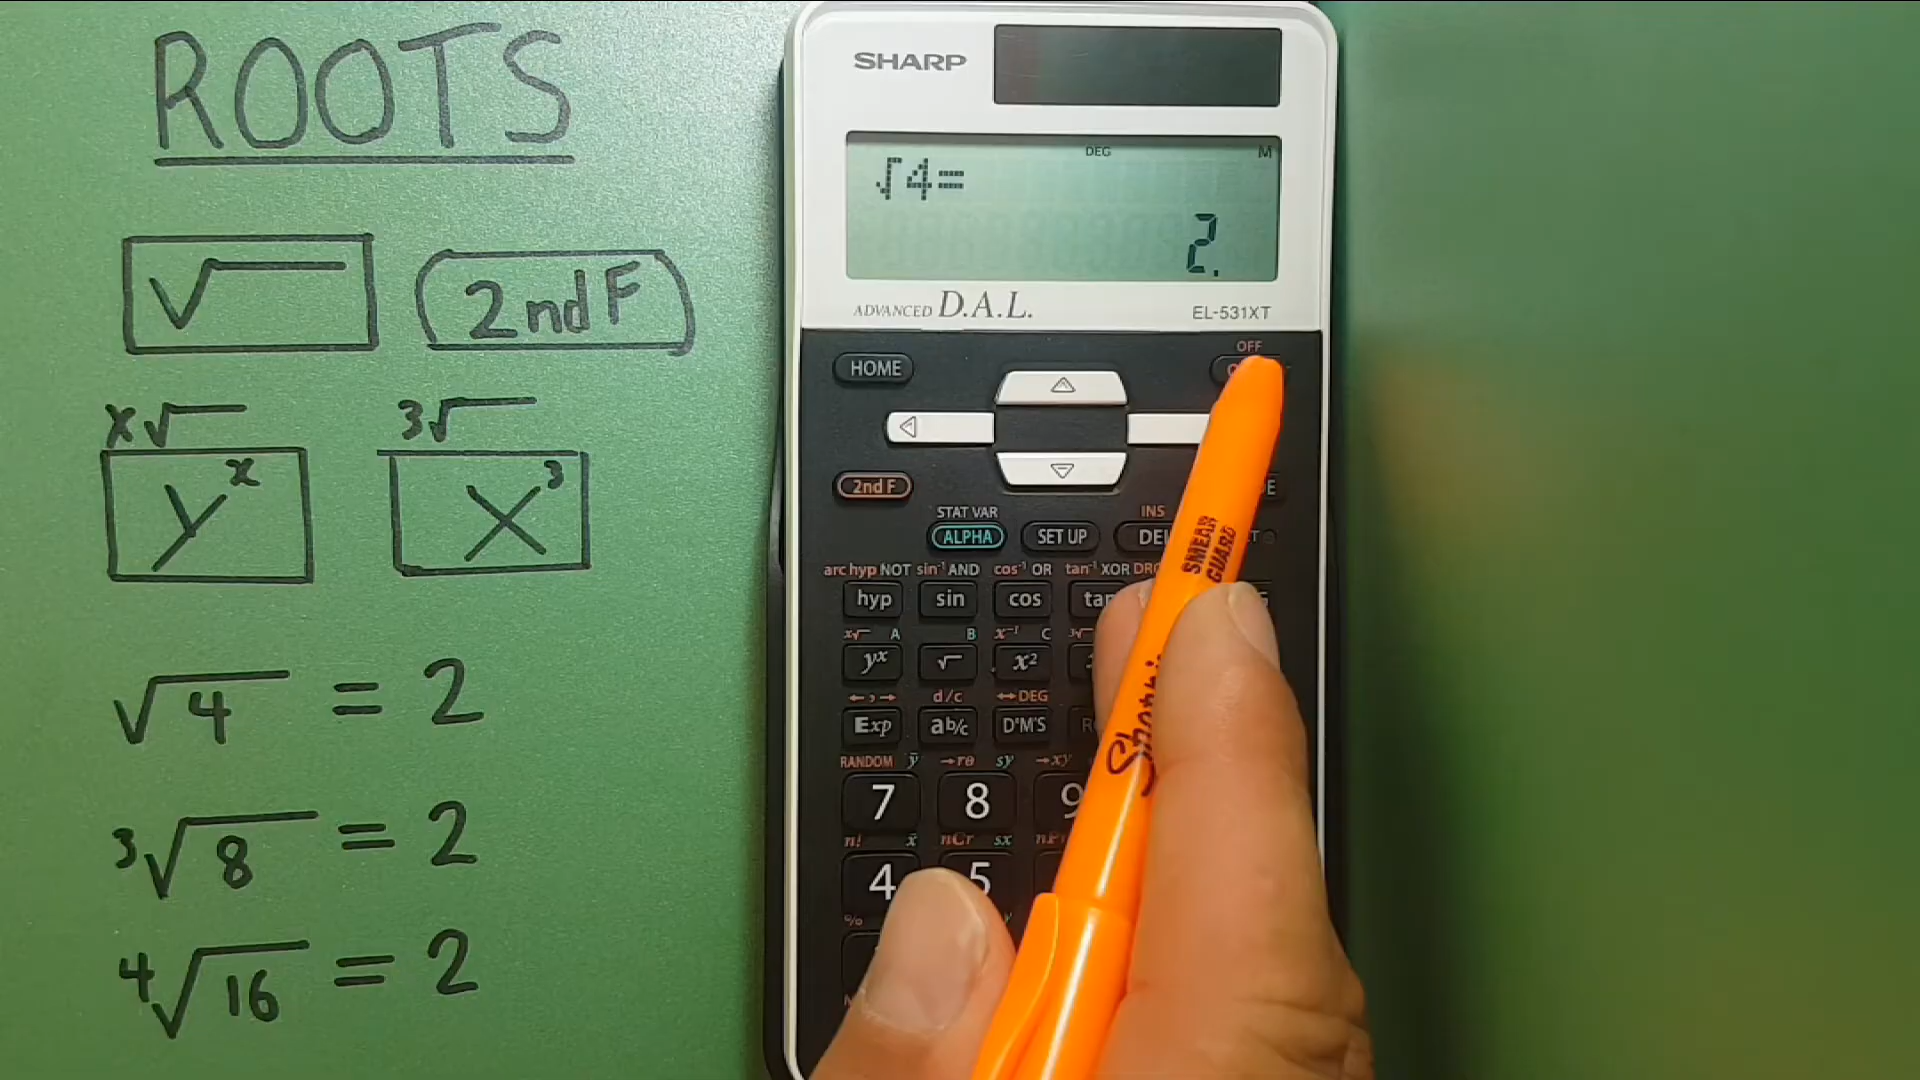 ROOTS
√ 2nd F
x√ 3√
y^x x^3
√4 = 2
3√8 = 2
4√16 = 2
SHARP
DEG M
√4=
2.
ADVANCED D.A.L. EL-531XT
OFF
HOME
2nd F
STAT VAR INS
ALPHA SET UP
arc hyp NOT sin⁻¹ AND cos⁻¹ OR tan⁻¹ XOR
hyp sin cos
x√ A B x⁻¹ C 3√
y^x √ x²
←,→ d/c ↔DEG
Exp ab/c D°M'S
RANDOM ȳ →rθ sy →xy
7 8 9
n! x̄ nCr sx
4 5
%
SMEAR
GUARD